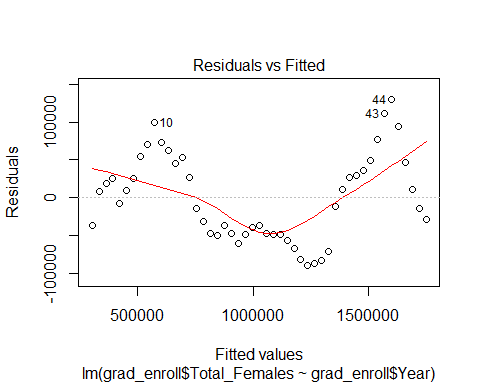 Residuals vs Fitted
Residuals
100000
0
-100000
10
44
43
500000 1000000 1500000
Fitted values
lm(grad_enroll$Total_Females ~ grad_enroll$Year)